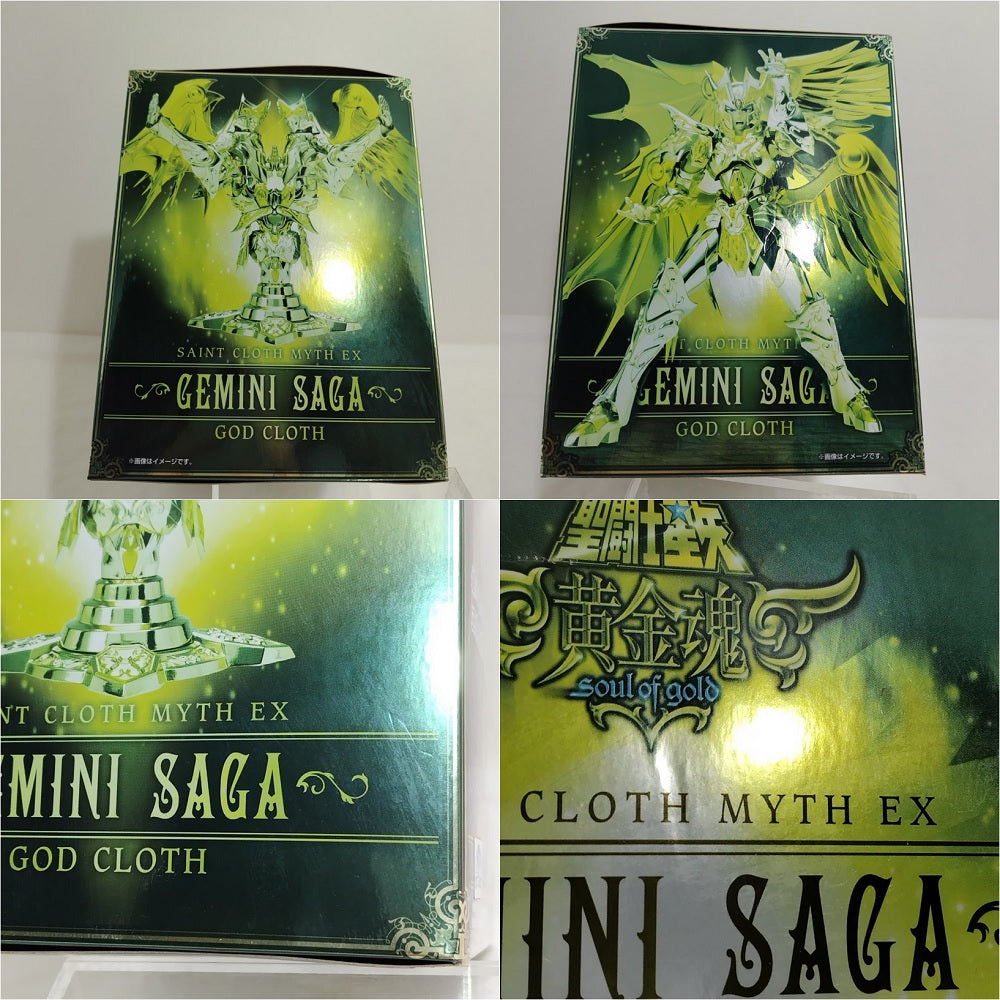 SAINT CLOTH MYTH EX
GEMINI SAGA
GOD CLOTH
※画像はイメージです。
T CLOTH MYTH
GEMINI SAGA
GOD CLOTH
※画像はイメージです。
NT CLOTH MYTH EX
EMINI SAGA
GOD CLOTH
聖闘士星矢
黄金魂
soul of gold
CLOTH MYTH EX
INI SAGA